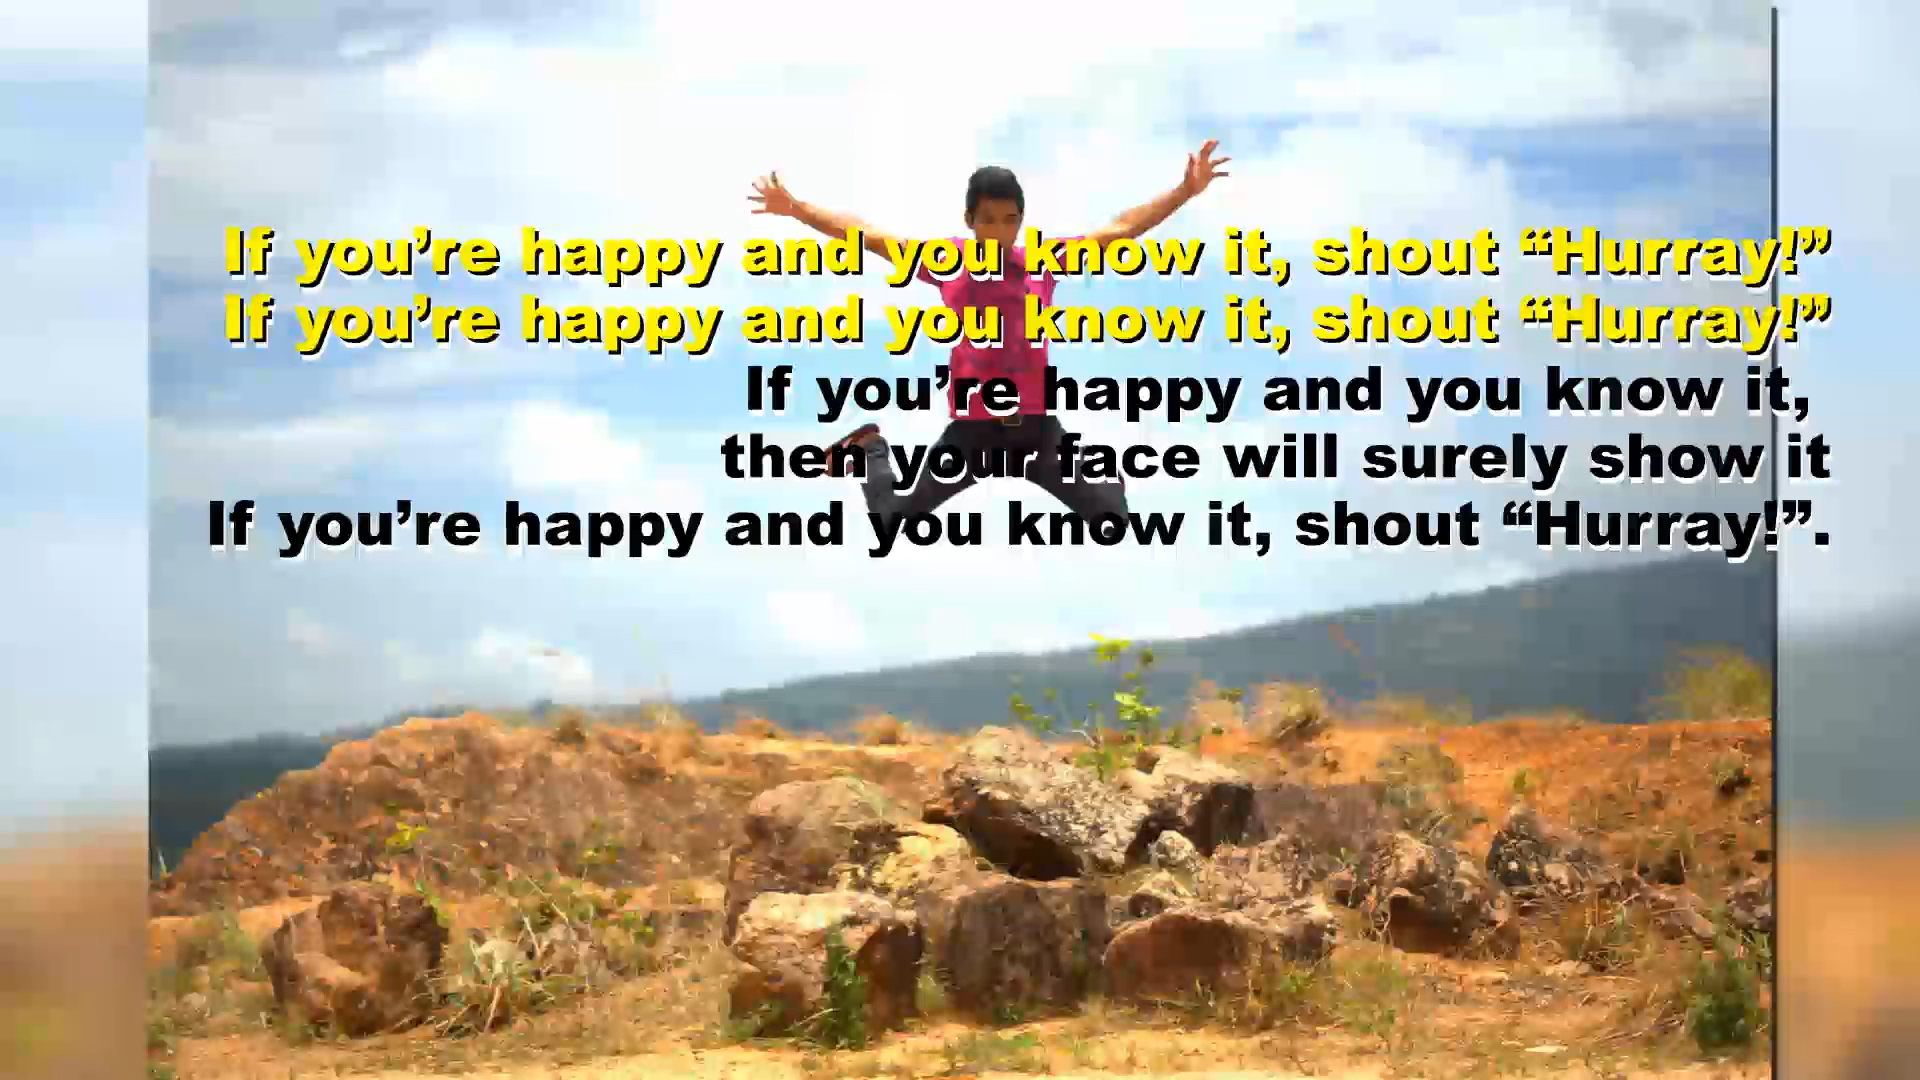 If you’re happy and you know it, shout “Hurray!”
If you’re happy and you know it, shout “Hurray!”
If you’re happy and you know it,
then your face will surely show it
If you’re happy and you know it, shout “Hurray!”.